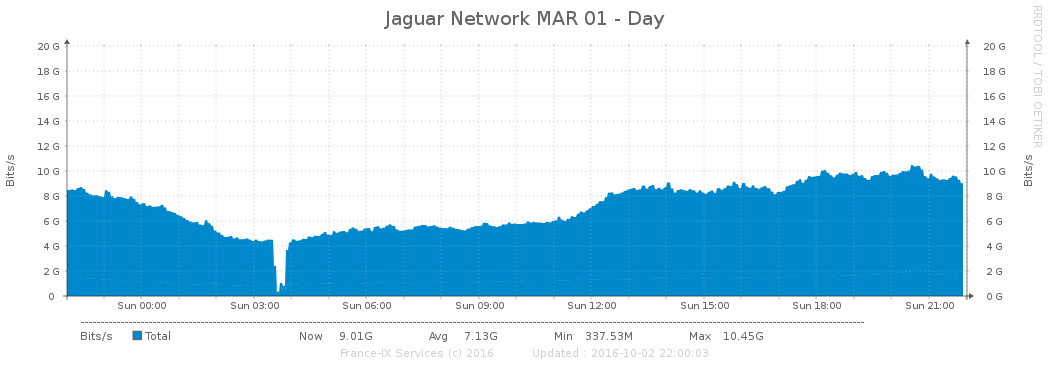 Jaguar Network MAR 01 - Day
RRDTOOL / TOBI OETIKER
Bits/s
20 G
18 G
16 G
14 G
12 G
10 G
8 G
6 G
4 G
2 G
0
20 G
18 G
16 G
14 G
12 G
10 G
8 G
6 G
4 G
2 G
0 G
Bits/s
Sun 00:00 Sun 03:00 Sun 06:00 Sun 09:00 Sun 12:00 Sun 15:00 Sun 18:00 Sun 21:00
Bits/s Total Now 9.01G Avg 7.13G Min 337.53M Max 10.45G
France-IX Services (c) 2016 Updated : 2016-10-02 22:00:03